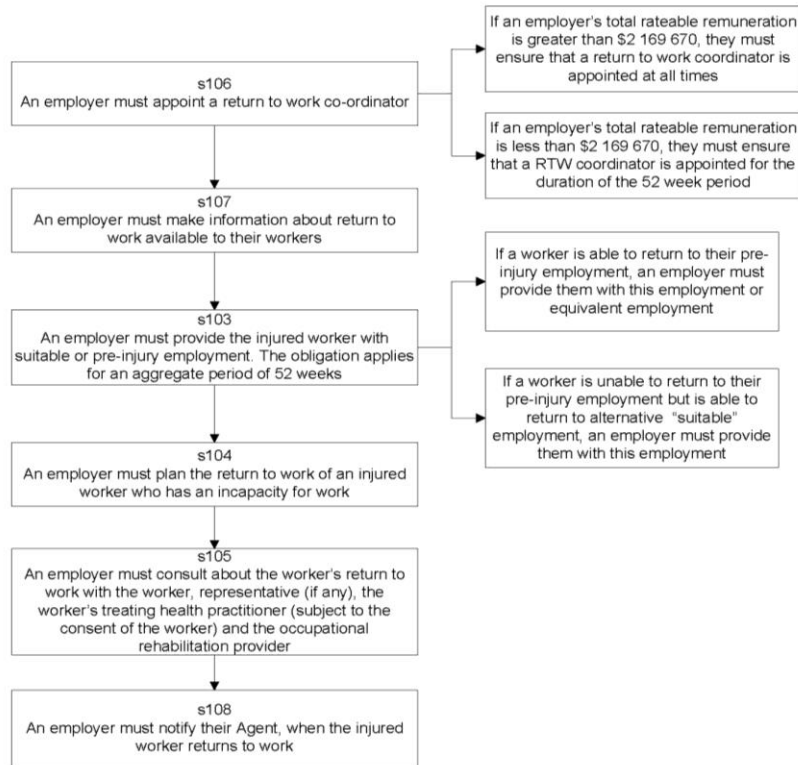 s106
An employer must appoint a return to work co-ordinator
If an employer's total rateable remuneration
is greater than $2 169 670, they must
ensure that a return to work coordinator is
appointed at all times
If an employer's total rateable remuneration
is less than $2 169 670, they must ensure
that a RTW coordinator is appointed for the
duration of the 52 week period
s107
An employer must make information about return to
work available to their workers
s103
An employer must provide the injured worker with
suitable or pre-injury employment. The obligation applies
for an aggregate period of 52 weeks
If a worker is able to return to their pre-
injury employment, an employer must
provide them with this employment or
equivalent employment
If a worker is unable to return to their
pre-injury employment but is able to
return to alternative "suitable"
employment, an employer must provide
them with this employment
s104
An employer must plan the return to work of an injured
worker who has an incapacity for work
s105
An employer must consult about the worker's return to
work with the worker, representative (if any), the
worker's treating health practitioner (subject to the
consent of the worker) and the occupational
rehabilitation provider
s108
An employer must notify their Agent, when the injured
worker returns to work